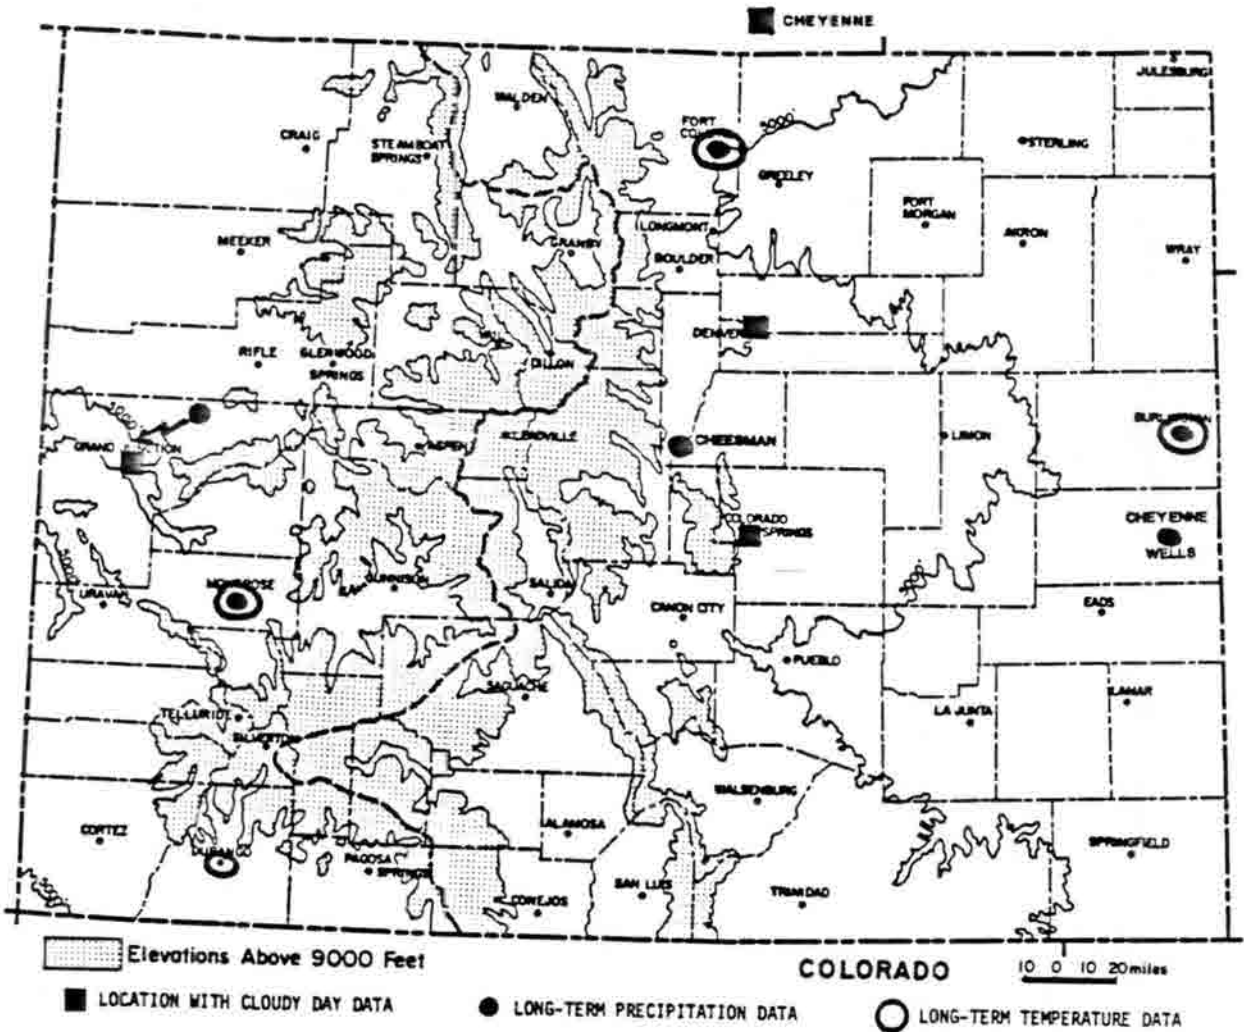 CHEYENNE
JULESBURG
WALDEN
FORT
CRAIG
STEAMBOAT
SPRINGS
STERLING
GREELEY
FORT
MORGAN
LONGMONT
AKRON
MEEKER
GRANBY
BOULDER
WRAY
DENVER
VAIL
RIFLE
GLENWOOD
SPRINGS
DILLON
GRAND
ASPEN
LEADVILLE
CHEESMAN
LIMON
COLORADO
SPRINGS
CHEYENNE
WELLS
5000
MONTROSE
GUNNISON
SALIDA
URAVAN
CANON CITY
EADS
PUEBLO
SAGUACHE
LAMAR
TELLURIDE
LA JUNTA
SILVERTON
WALSENBURG
CORTEZ
ALAMOSA
SPRINGFIELD
DURANGO
PAGOSA
SPRINGS
SAN LUIS
TRINIDAD
CONEJOS
Elevations Above 9000 Feet
COLORADO
10 0 10 20 miles
LOCATION WITH CLOUDY DAY DATA
LONG-TERM PRECIPITATION DATA
LONG-TERM TEMPERATURE DATA